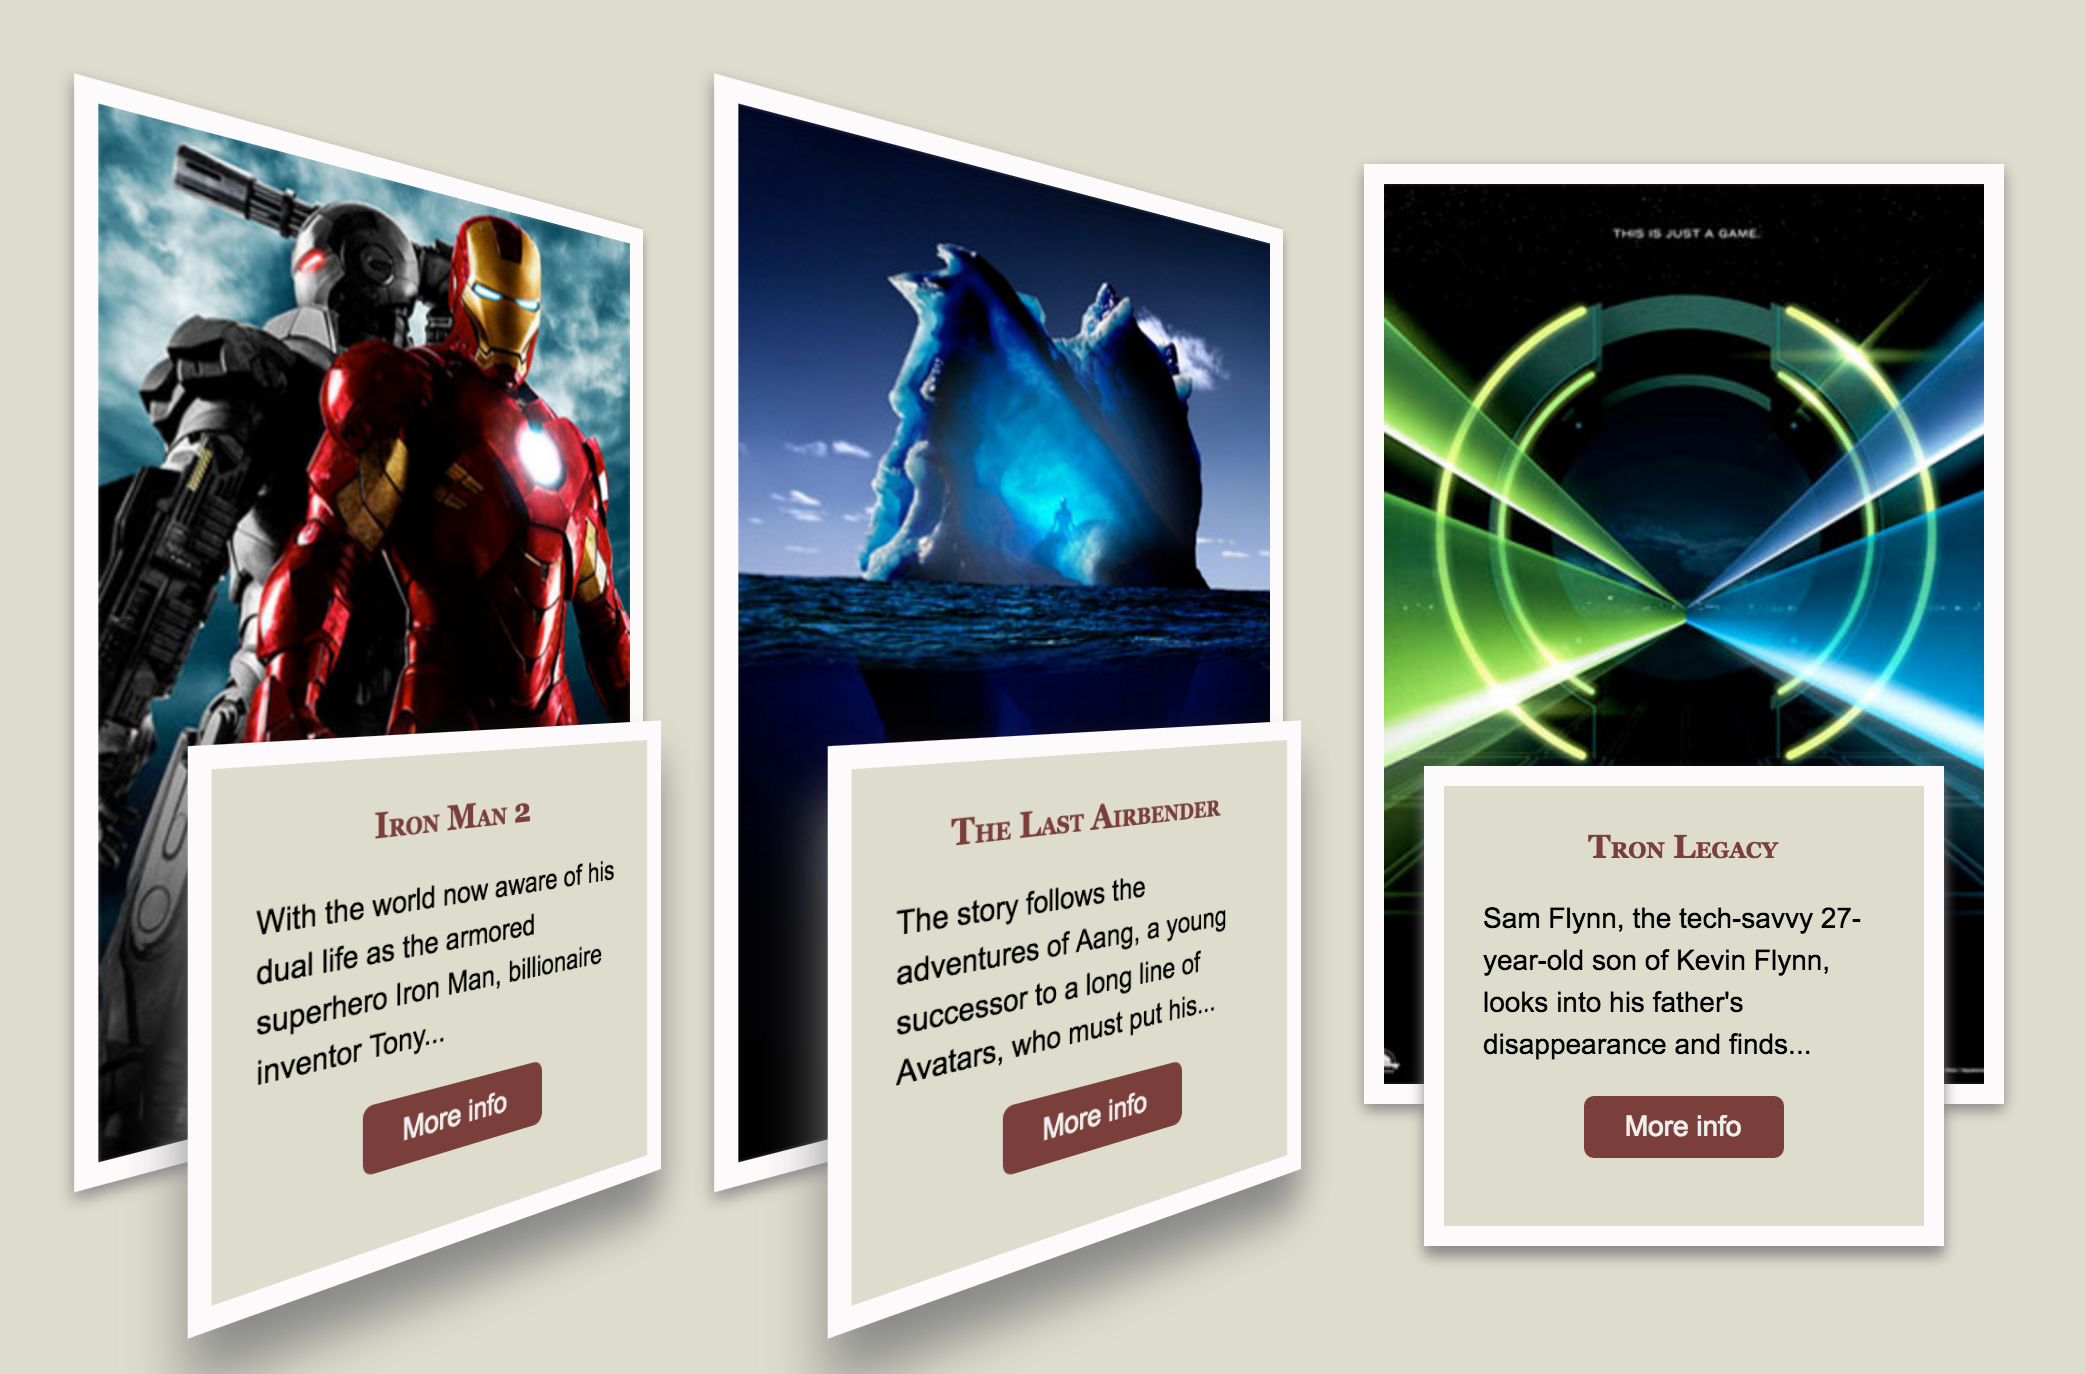 Iron Man 2
With the world now aware of his
dual life as the armored
superhero Iron Man, billionaire
inventor Tony...
More info
The Last Airbender
The story follows the
adventures of Aang, a young
successor to a long line of
Avatars, who must put his...
More info
THIS IS JUST A GAME.
Tron Legacy
Sam Flynn, the tech-savvy 27-
year-old son of Kevin Flynn,
looks into his father's
disappearance and finds...
More info